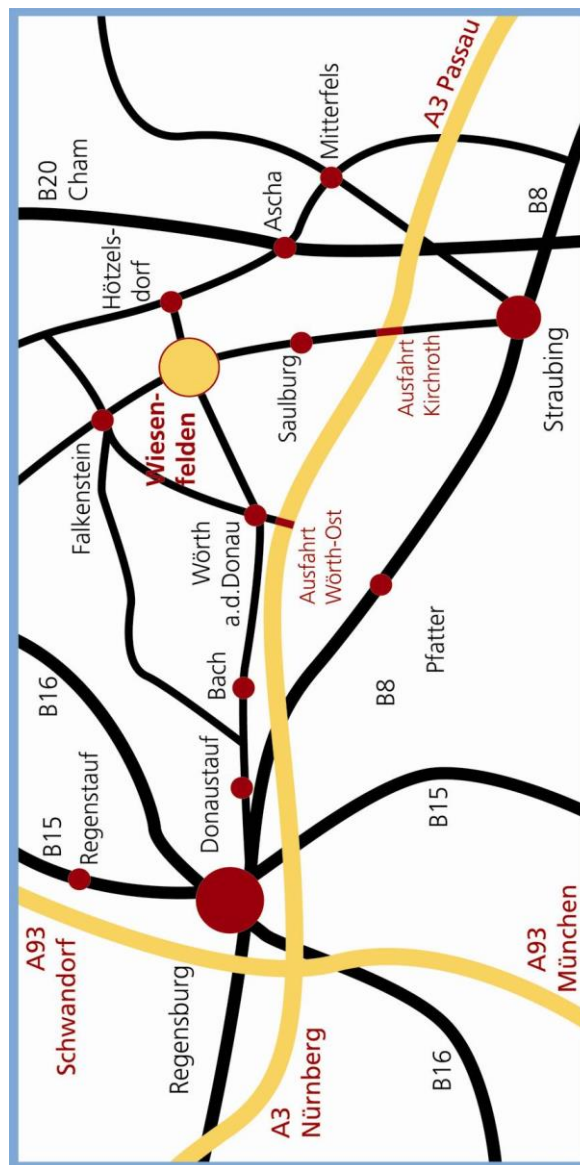 A93
Schwandorf
B15
Regenstauf
B16
Falkenstein
Wiesen-
felden
Hötzels-
dorf
B20
Cham
Ascha
Mitterfels
A3 Passau
Regensburg
Donaustauf
Bach
Wörth
a.d.Donau
Saulburg
Ausfahrt
Wörth-Ost
Ausfahrt
Kirchroth
A3
Nürnberg
B8
Pfatter
Straubing
B8
B16
A93
München
B15